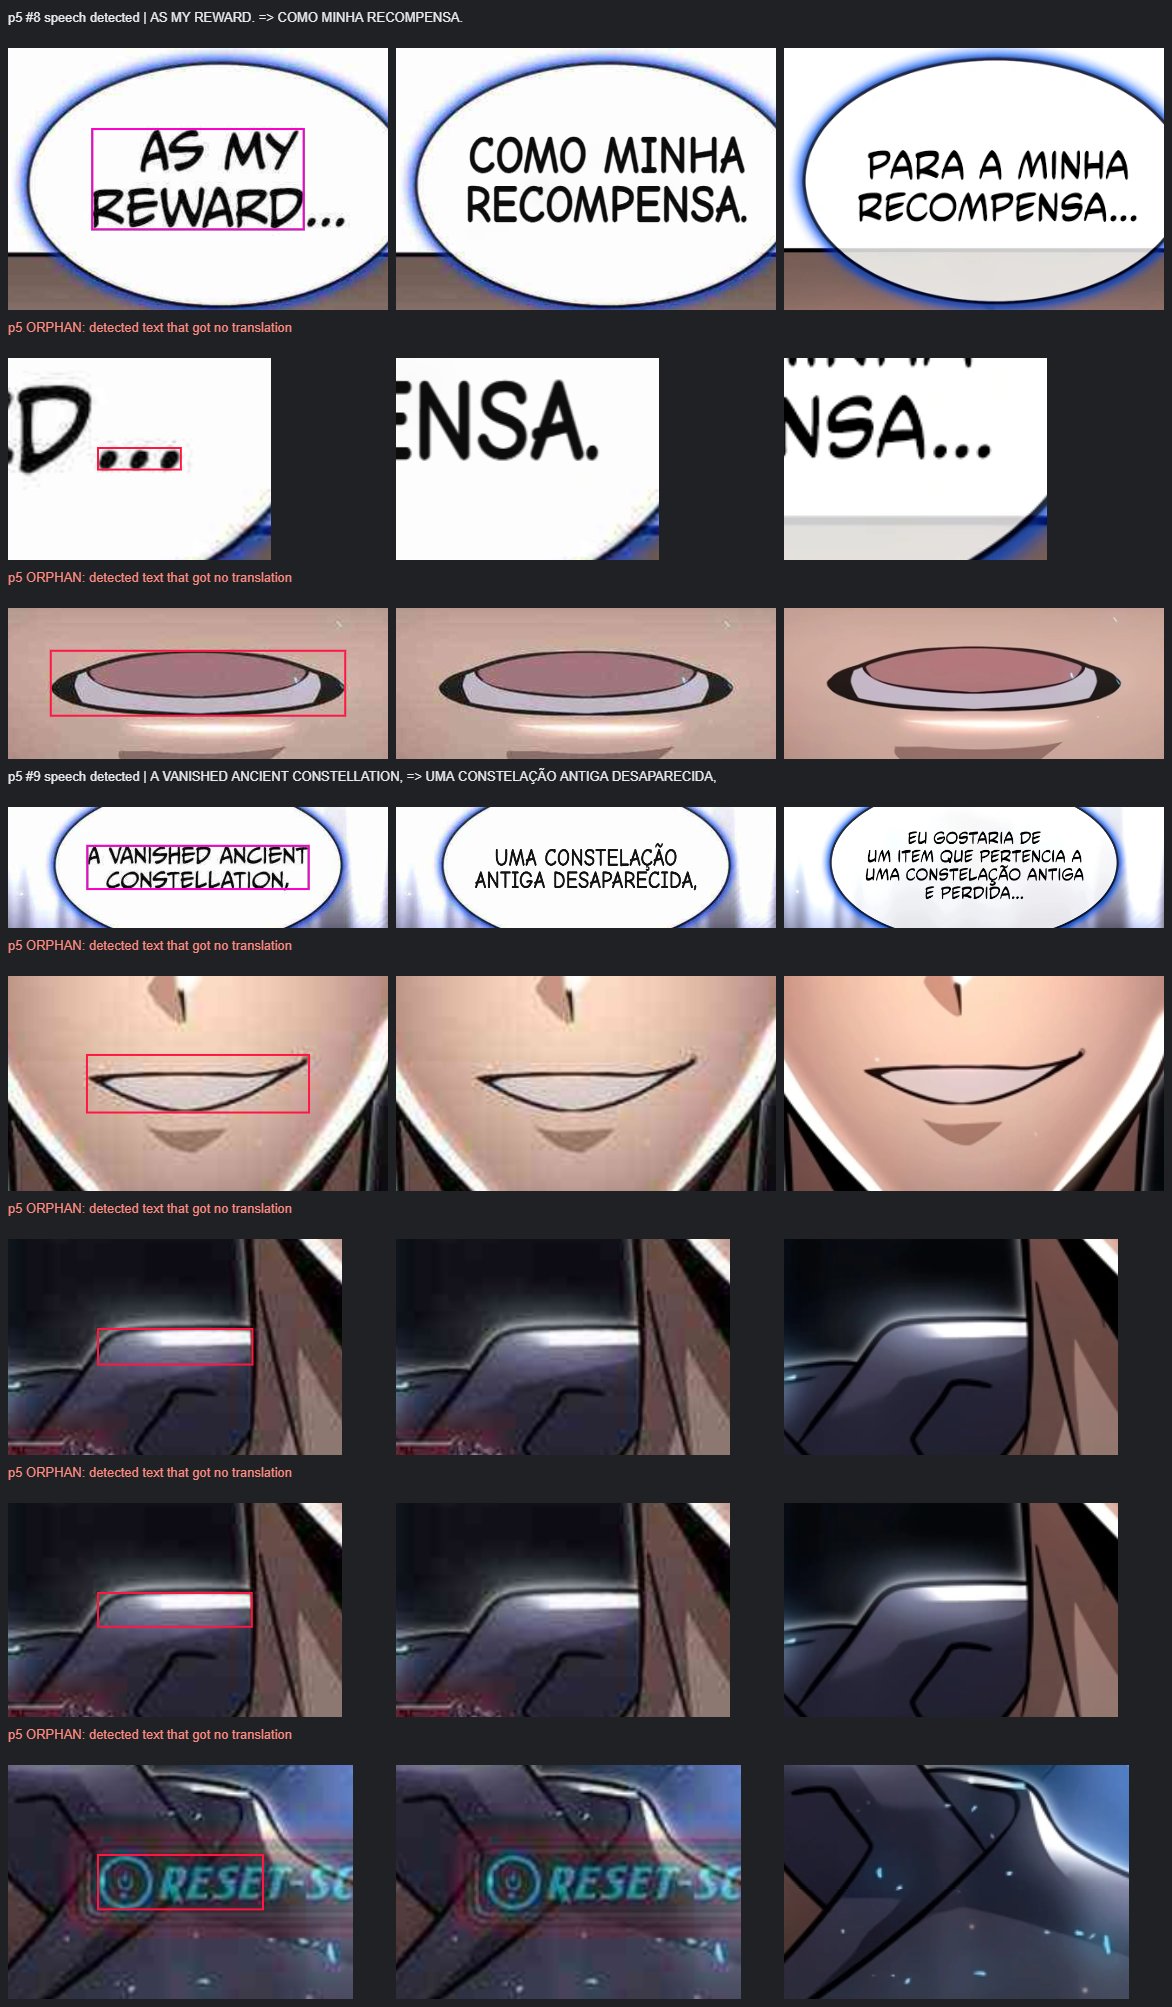 p5 #8 speech detected | AS MY REWARD. => COMO MINHA RECOMPENSA.
AS MY
REWARD...
COMO MINHA
RECOMPENSA.
PARA A MINHA
RECOMPENSA...
p5 ORPHAN: detected text that got no translation
D...
ENSA.
NSA...
p5 ORPHAN: detected text that got no translation
p5 #9 speech detected | A VANISHED ANCIENT CONSTELLATION, => UMA CONSTELAÇÃO ANTIGA DESAPARECIDA,
A VANISHED ANCIENT
CONSTELLATION,
UMA CONSTELAÇÃO
ANTIGA DESAPARECIDA,
EU GOSTARIA DE
UM ITEM QUE PERTENCIA A
UMA CONSTELAÇÃO ANTIGA
E PERDIDA...
p5 ORPHAN: detected text that got no translation
p5 ORPHAN: detected text that got no translation
p5 ORPHAN: detected text that got no translation
p5 ORPHAN: detected text that got no translation
RESET-SC
RESET-SC